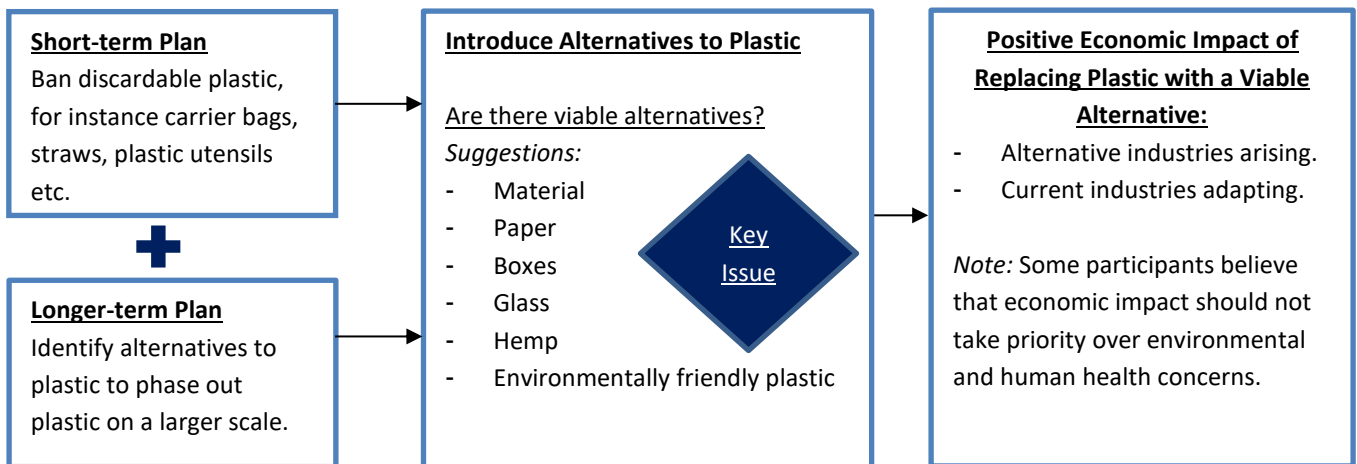 Short-term Plan
Ban discardable plastic,
for instance carrier bags,
straws, plastic utensils
etc.
Longer-term Plan
Identify alternatives to
plastic to phase out
plastic on a larger scale.
Introduce Alternatives to Plastic
Are there viable alternatives?
Suggestions:
- Material
- Paper
- Boxes
- Glass
- Hemp
- Environmentally friendly plastic
Key
Issue
Positive Economic Impact of
Replacing Plastic with a Viable
Alternative:
- Alternative industries arising.
- Current industries adapting.
Note: Some participants believe
that economic impact should not
take priority over environmental
and human health concerns.